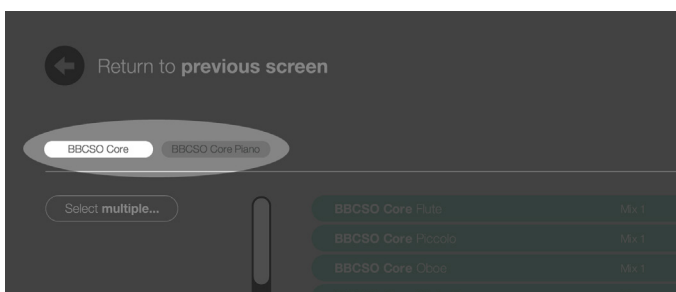 Return to previous screen
BBCSO Core BBCSO Core Piano
Select multiple...
BBCSO Core Flute Mix 1
BBCSO Core Piccolo Mix 1
BBCSO Core Oboe Mix 1